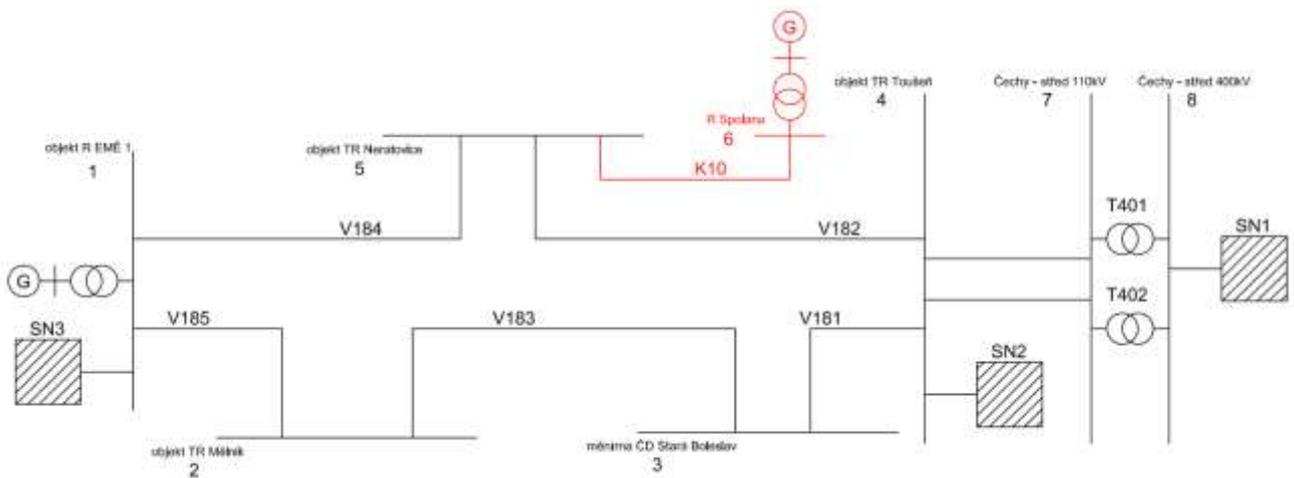 G
objekt TR Toušeň
4
Čechy - střed 110kV
7
Čechy - střed 400kV
8
R Spolana
6
objekt R EMĚ 1
1
objekt TR Neratovice
5
K10
V184
V182
T401
SN1
G
T402
SN3
V185
V183
V181
SN2
objekt TR Mělník
2
měnírna ČD Stará Boleslav
3